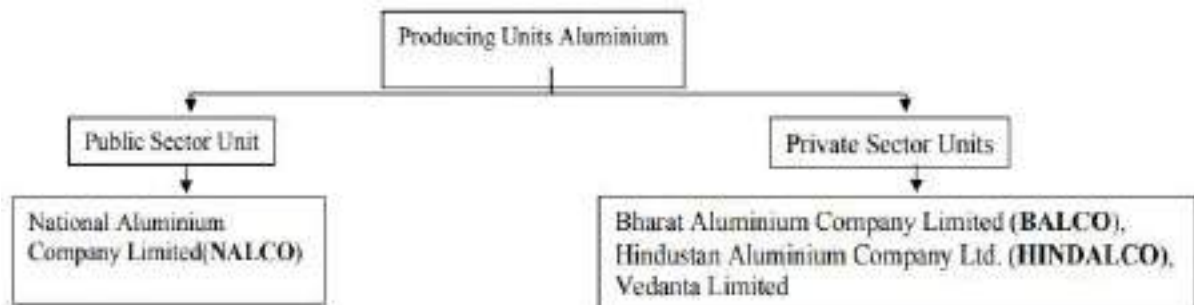 Producing Units Aluminium
Public Sector Unit
Private Sector Units
National Aluminium
Company Limited(NALCO)
Bharat Aluminium Company Limited (BALCO),
Hindustan Aluminium Company Ltd. (HINDALCO),
Vedanta Limited